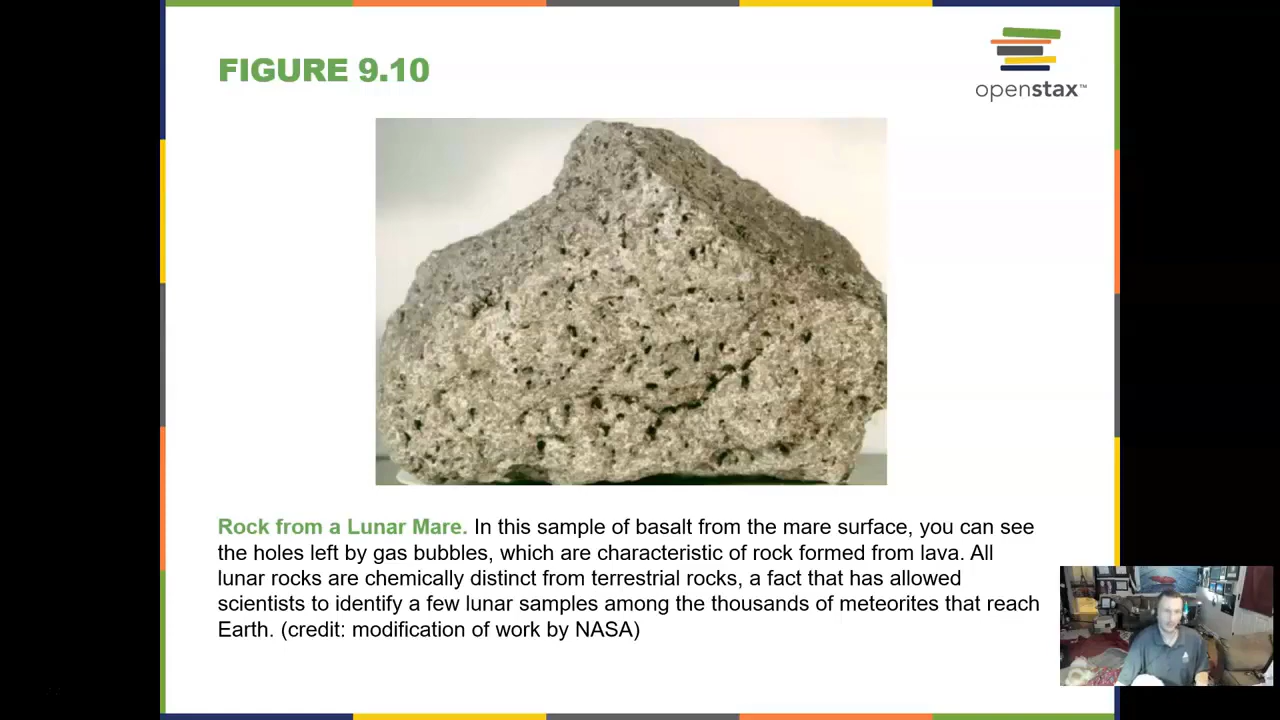 FIGURE 9.10
openstax™
Rock from a Lunar Mare. In this sample of basalt from the mare surface, you can see
the holes left by gas bubbles, which are characteristic of rock formed from lava. All
lunar rocks are chemically distinct from terrestrial rocks, a fact that has allowed
scientists to identify a few lunar samples among the thousands of meteorites that reach
Earth. (credit: modification of work by NASA)